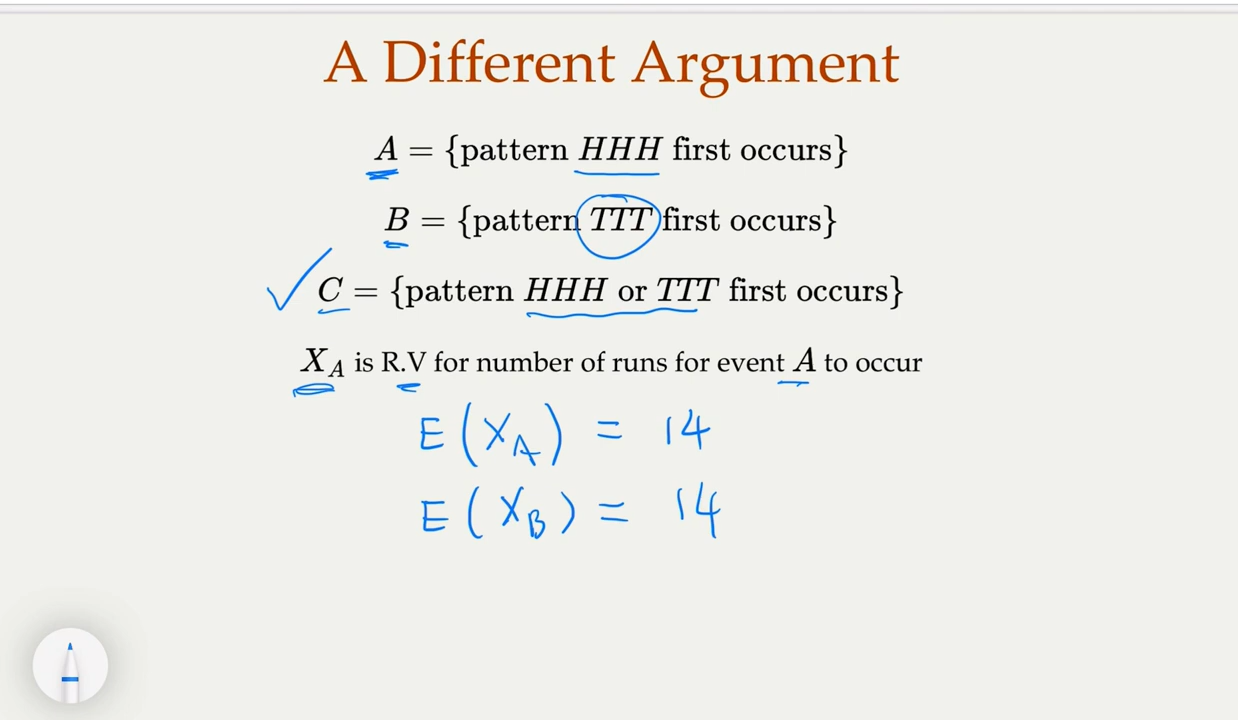 A Different Argument
A = {pattern HHH first occurs}
B = {pattern TTT first occurs}
C = {pattern HHH or TTT first occurs}
X_A is R.V for number of runs for event A to occur
E(X_A) = 14
E(X_B) = 14